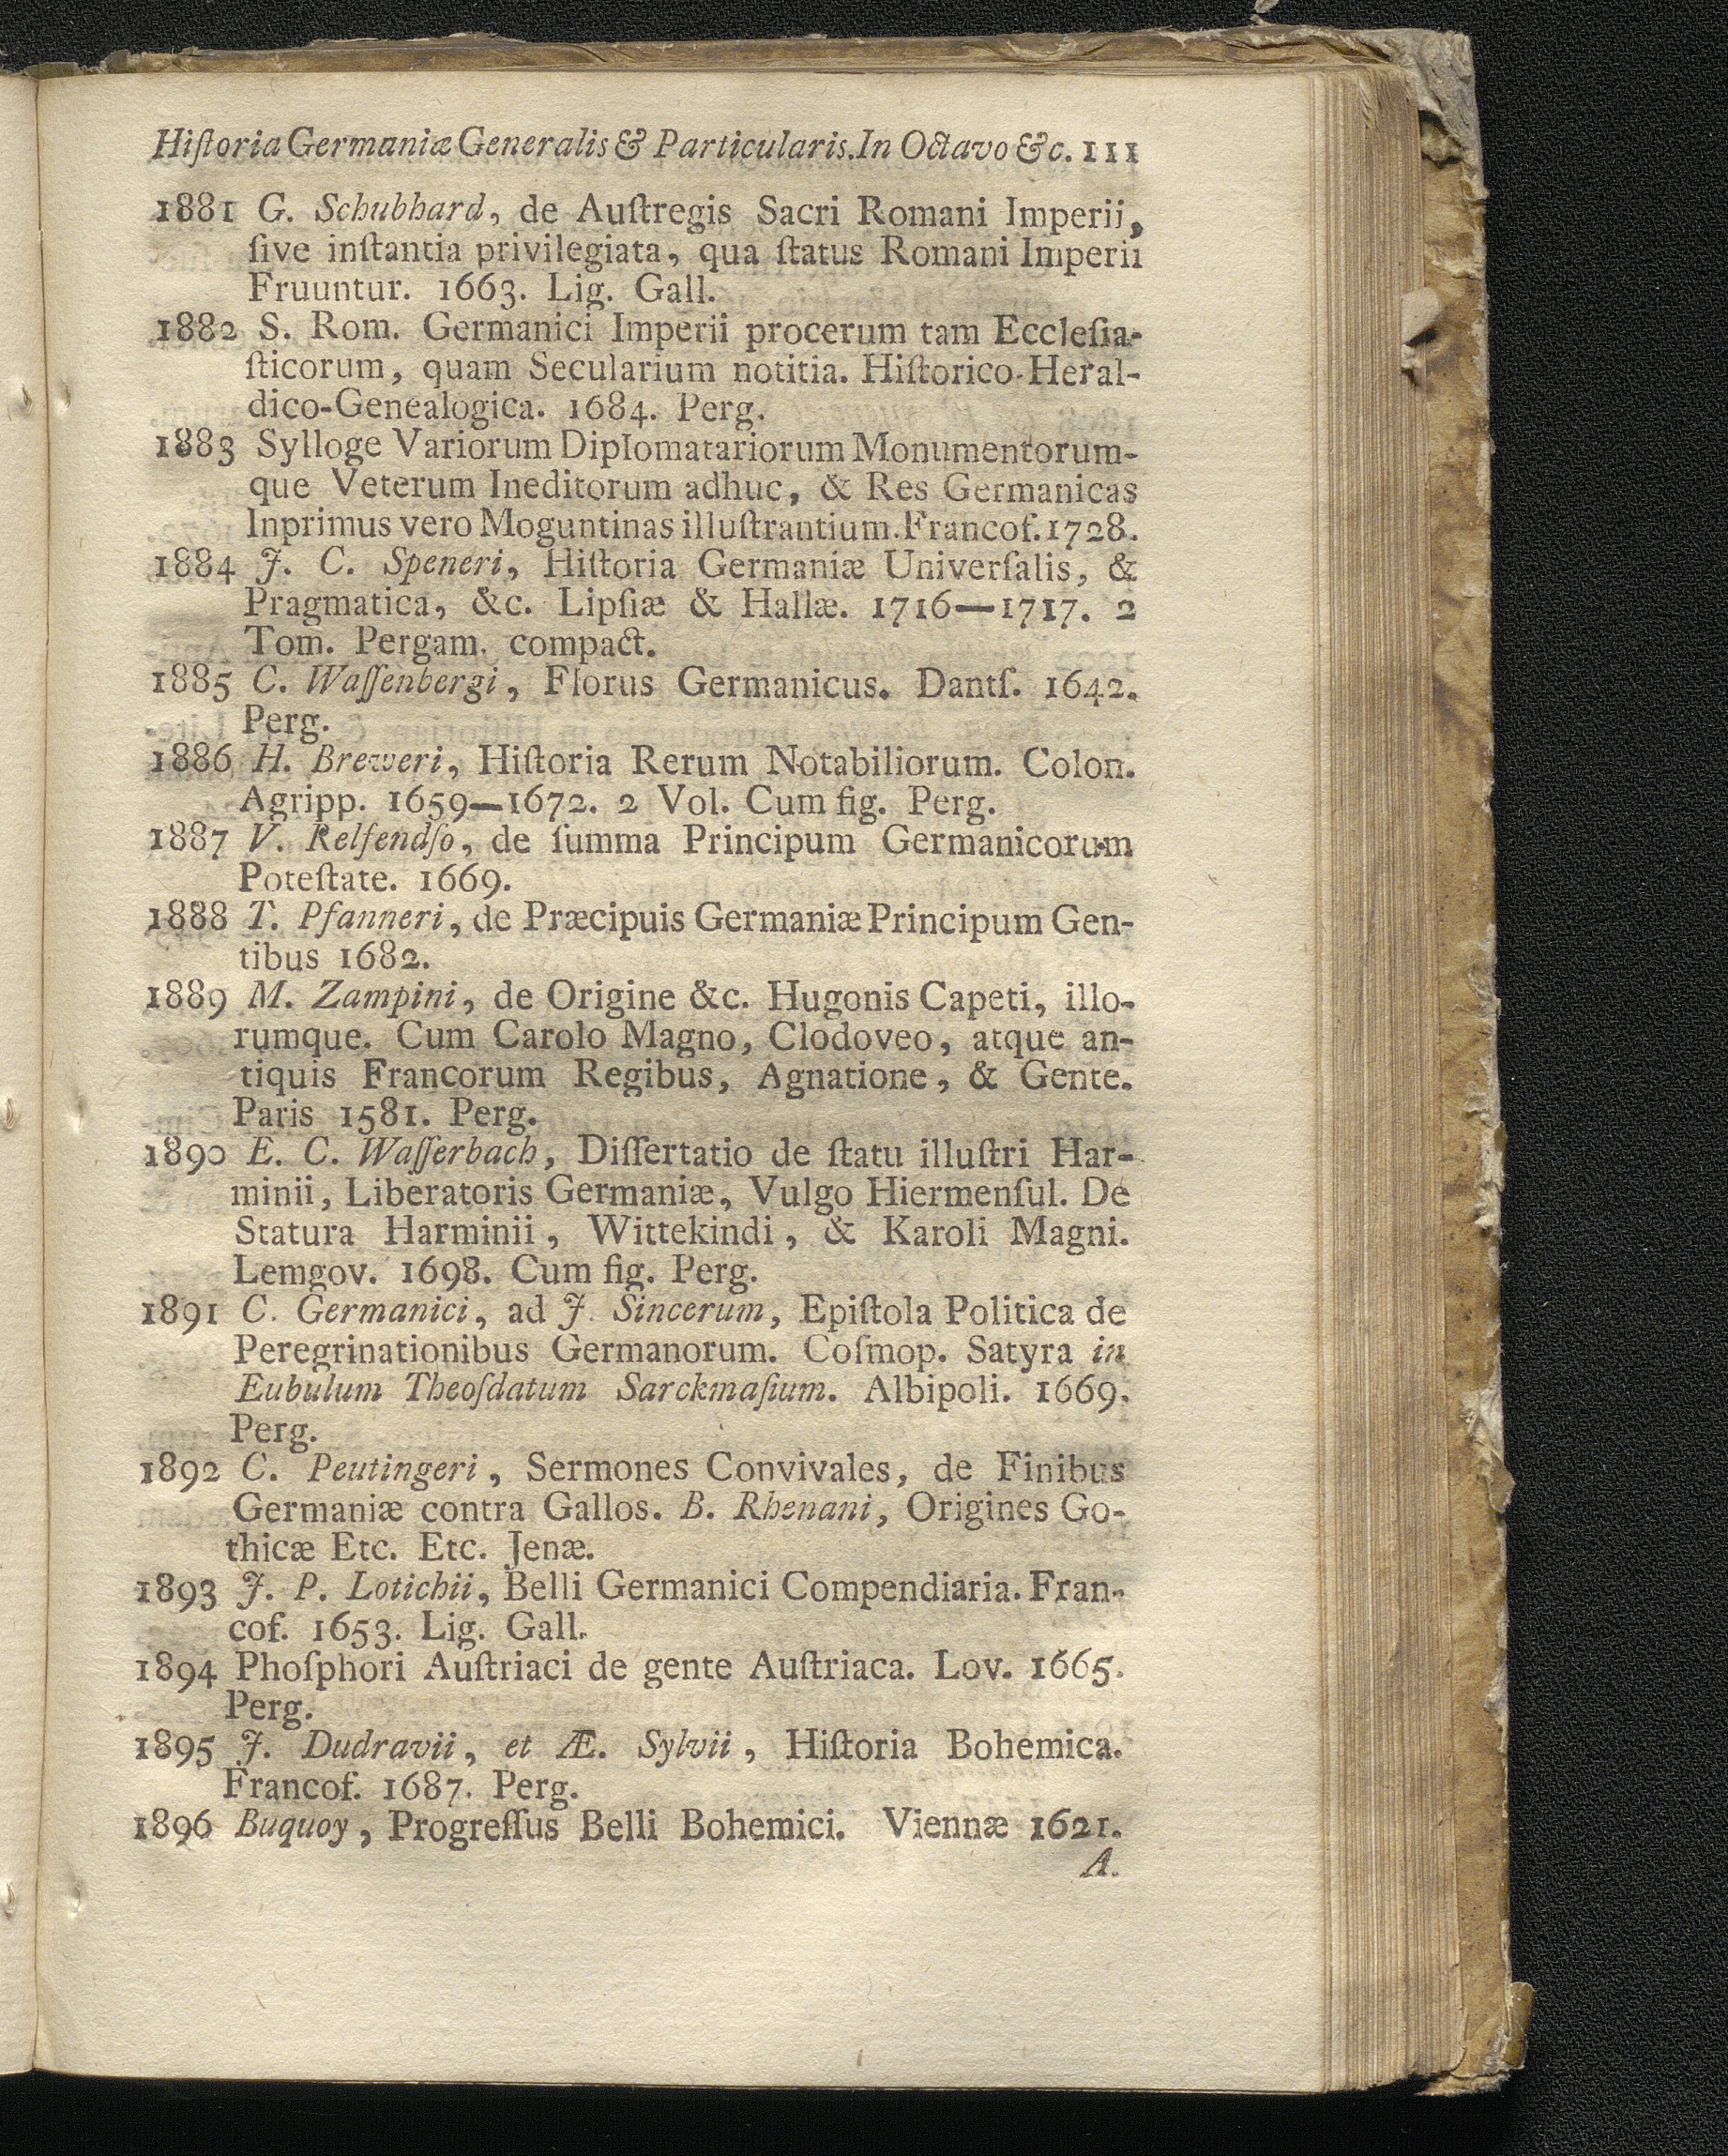 Hiſtoria Germaniæ Generalis & Particularis. In Octavo &c. 111
1881 G. Schubhard, de Auſtregis Sacri Romani Imperii,
ſive inſtantia privilegiata, qua ſtatus Romani Imperii
Fruuntur. 1663. Lig. Gall.
1882 S. Rom. Germanici Imperii procerum tam Eccleſia-
ſticorum, quam Secularium notitia. Hiſtorico-Heral-
dico-Genealogica. 1684. Perg.
1883 Sylloge Variorum Diplomatariorum Monumentorum-
que Veterum Ineditorum adhuc, & Res Germanicas
Inprimus vero Moguntinas illuſtrantium. Francof. 1728.
1884 J. C. Speneri, Hiſtoria Germaniæ Univerſalis, &
Pragmatica, &c. Lipſiæ & Hallæ. 1716—1717. 2
Tom. Pergam. compact.
1885 C. Waſſenbergi, Florus Germanicus. Dantſ. 1642.
Perg.
1886 H. Breweri, Hiſtoria Rerum Notabiliorum. Colon.
Agripp. 1659—1672. 2 Vol. Cum fig. Perg.
1887 V. Relfendſo, de ſumma Principum Germanicorum
Poteſtate. 1669.
1888 T. Pfanneri, de Præcipuis Germaniæ Principum Gen-
tibus 1682.
1889 M. Zampini, de Origine &c. Hugonis Capeti, illo-
rumque. Cum Carolo Magno, Clodoveo, atque an-
tiquis Francorum Regibus, Agnatione, & Gente.
Paris 1581. Perg.
1890 E. C. Waſſerbach, Diſſertatio de ſtatu illuſtri Har-
minii, Liberatoris Germaniæ, Vulgo Hiermenſul. De
Statura Harminii, Wittekindi, & Karoli Magni.
Lemgov. 1698. Cum fig. Perg.
1891 C. Germanici, ad J. Sincerum, Epiſtola Politica de
Peregrinationibus Germanorum. Coſmop. Satyra in
Eubulum Theoſdatum Sarckmaſium. Albipoli. 1669.
Perg.
1892 C. Peutingeri, Sermones Convivales, de Finibus
Germaniæ contra Gallos. B. Rhenani, Origines Go-
thicæ Etc. Etc. Jenæ.
1893 J. P. Lotichii, Belli Germanici Compendiaria. Fran-
cof. 1653. Lig. Gall.
1894 Phoſphori Auſtriaci de gente Auſtriaca. Lov. 1665.
Perg.
1895 J. Dudravii, et Æ. Sylvii, Hiſtoria Bohemica.
Francof. 1687. Perg.
1896 Buquoy, Progreſſus Belli Bohemici. Viennæ 1621.
A.